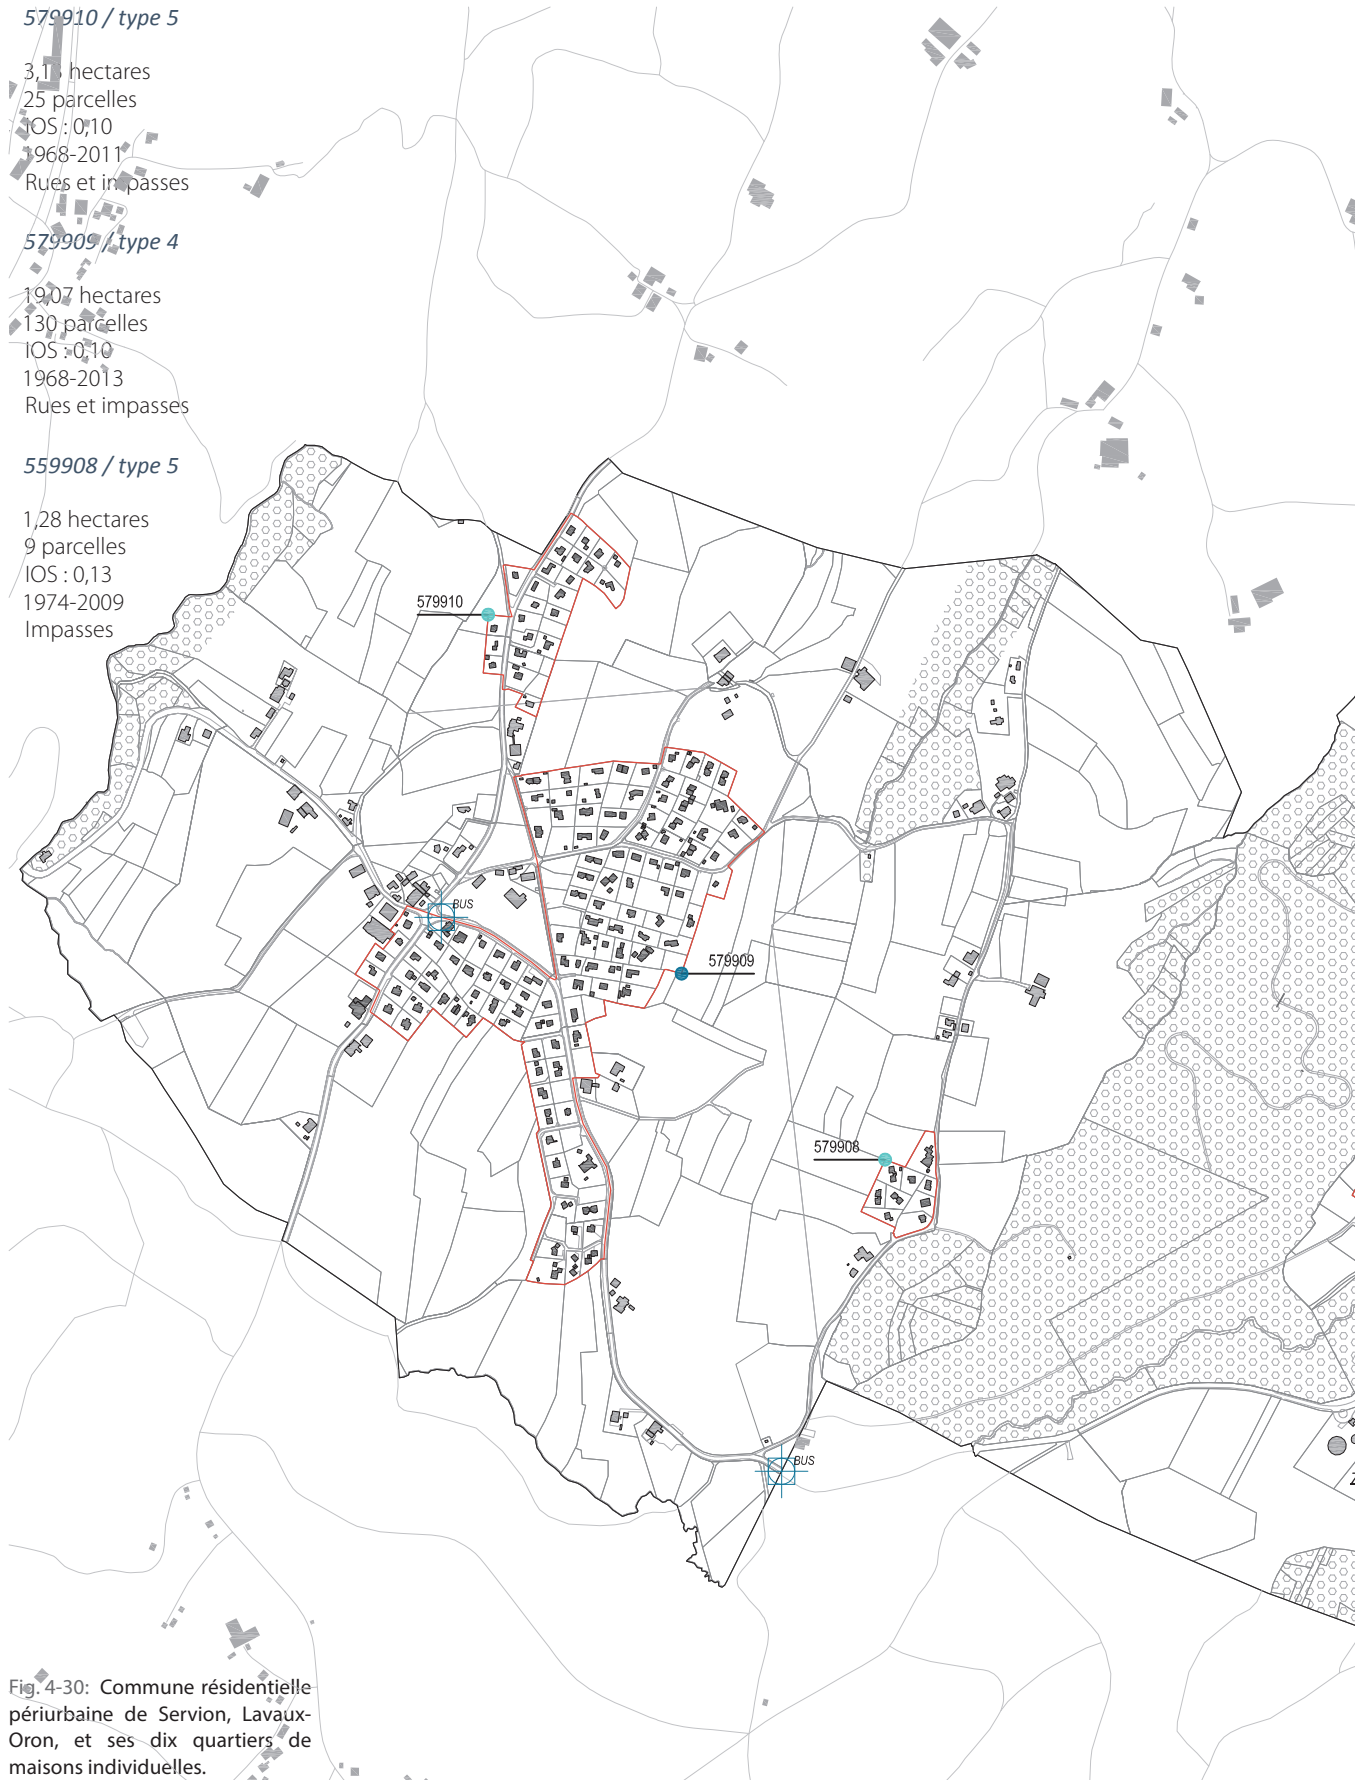 579910 / type 5
3,13 hectares
25 parcelles
IOS : 0,10
1968-2011
Rues et impasses
579909 / type 4
19,07 hectares
130 parcelles
IOS : 0,10
1968-2013
Rues et impasses
559908 / type 5
1,28 hectares
9 parcelles
IOS : 0,13
1974-2009
Impasses
579910
BUS
579909
579908
BUS
Fig. 4-30: Commune résidentielle
périurbaine de Servion, Lavaux-
Oron, et ses dix quartiers de
maisons individuelles.